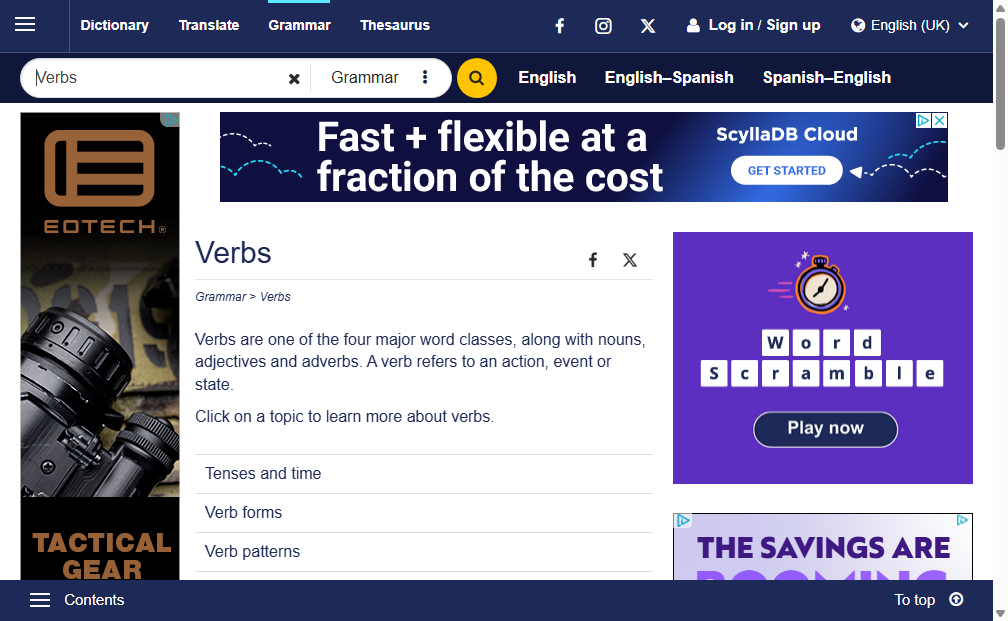 Dictionary Translate Grammar Thesaurus Log in / Sign up English (UK)
Verbs Grammar English English–Spanish Spanish–English
EOTECH®
TACTICAL
GEAR
Fast + flexible at a
fraction of the cost
ScyllaDB Cloud
GET STARTED
Verbs
Grammar > Verbs
Verbs are one of the four major word classes, along with nouns,
adjectives and adverbs. A verb refers to an action, event or
state.
Click on a topic to learn more about verbs.
Tenses and time
Verb forms
Verb patterns
Word
Scramble
Play now
THE SAVINGS ARE
BOOMING
Contents To top